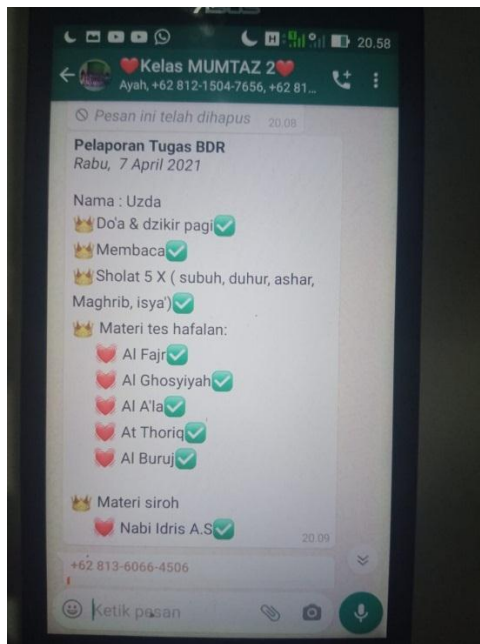 ASUS
H 20.58
Kelas MUMTAZ 2
Ayah, +62 812-1504-7656, +62 81...
Pesan ini telah dihapus 20.08
Pelaporan Tugas BDR
Rabu, 7 April 2021
Nama : Uzda
Do'a & dzikir pagi
Membaca
Sholat 5 X ( subuh, duhur, ashar,
Maghrib, isya')
Materi tes hafalan:
Al Fajr
Al Ghosyiyah
Al A'la
At Thoriq
Al Buruj
Materi siroh
Nabi Idris A.S
20.09
+62 813-6066-4506
Ketik pesan